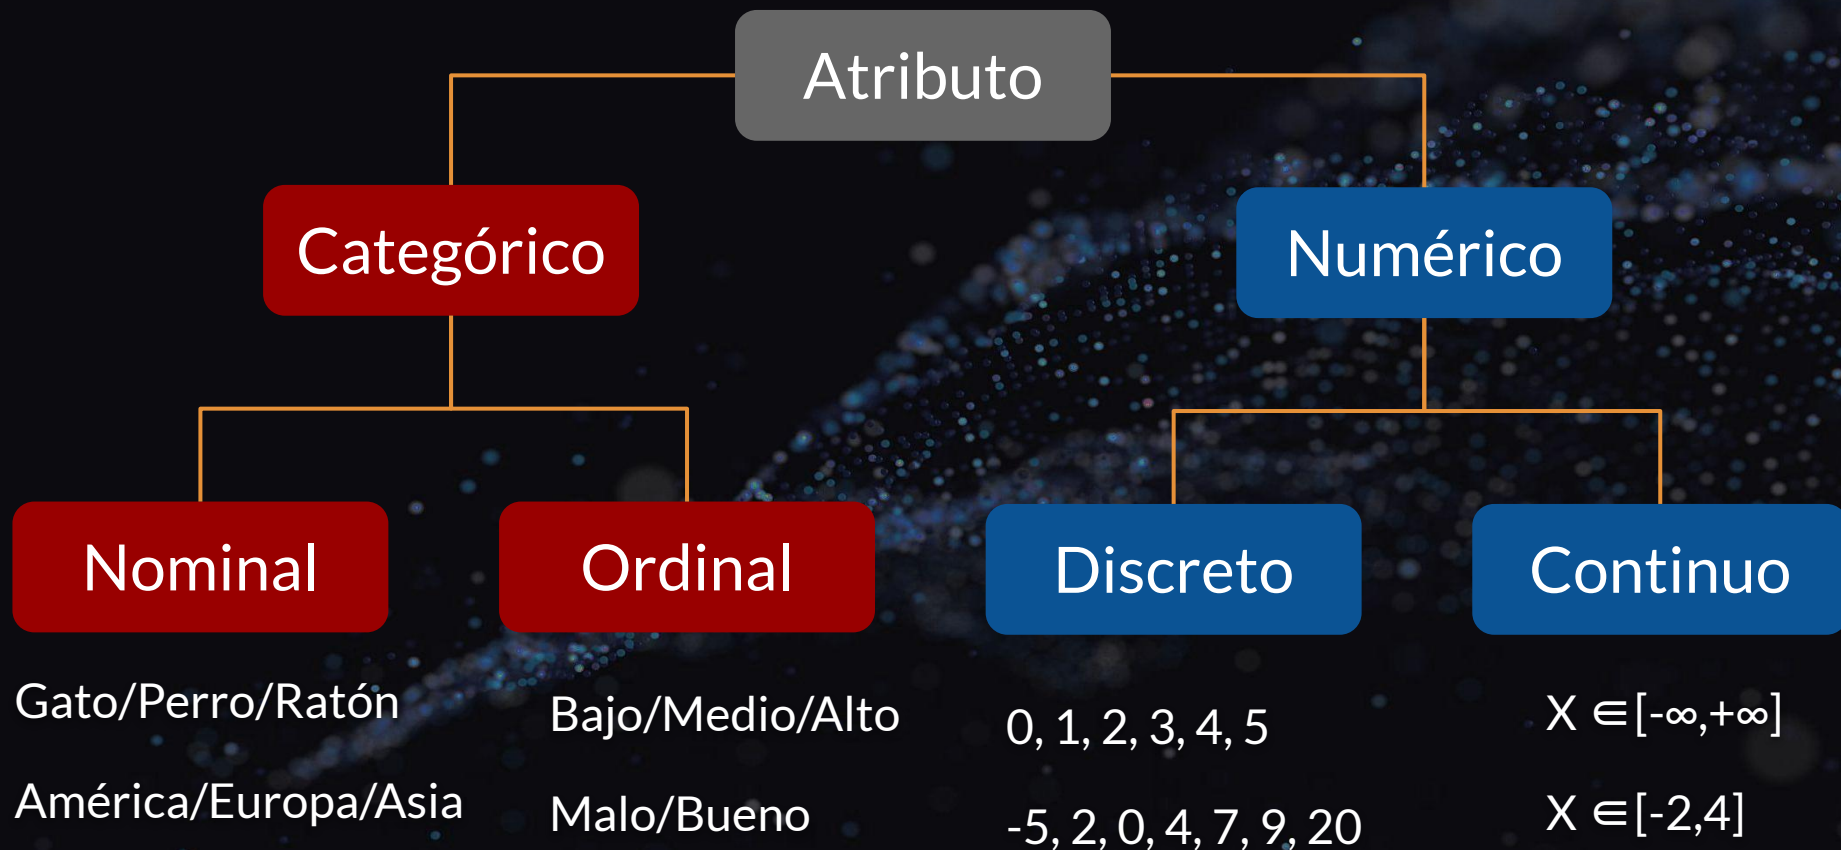 Atributo
Categórico
Numérico
Nominal
Ordinal
Discreto
Continuo
Gato/Perro/Ratón
Bajo/Medio/Alto
0, 1, 2, 3, 4, 5
X ∈[-∞,+∞]
América/Europa/Asia
Malo/Bueno
-5, 2, 0, 4, 7, 9, 20
X ∈[-2,4]